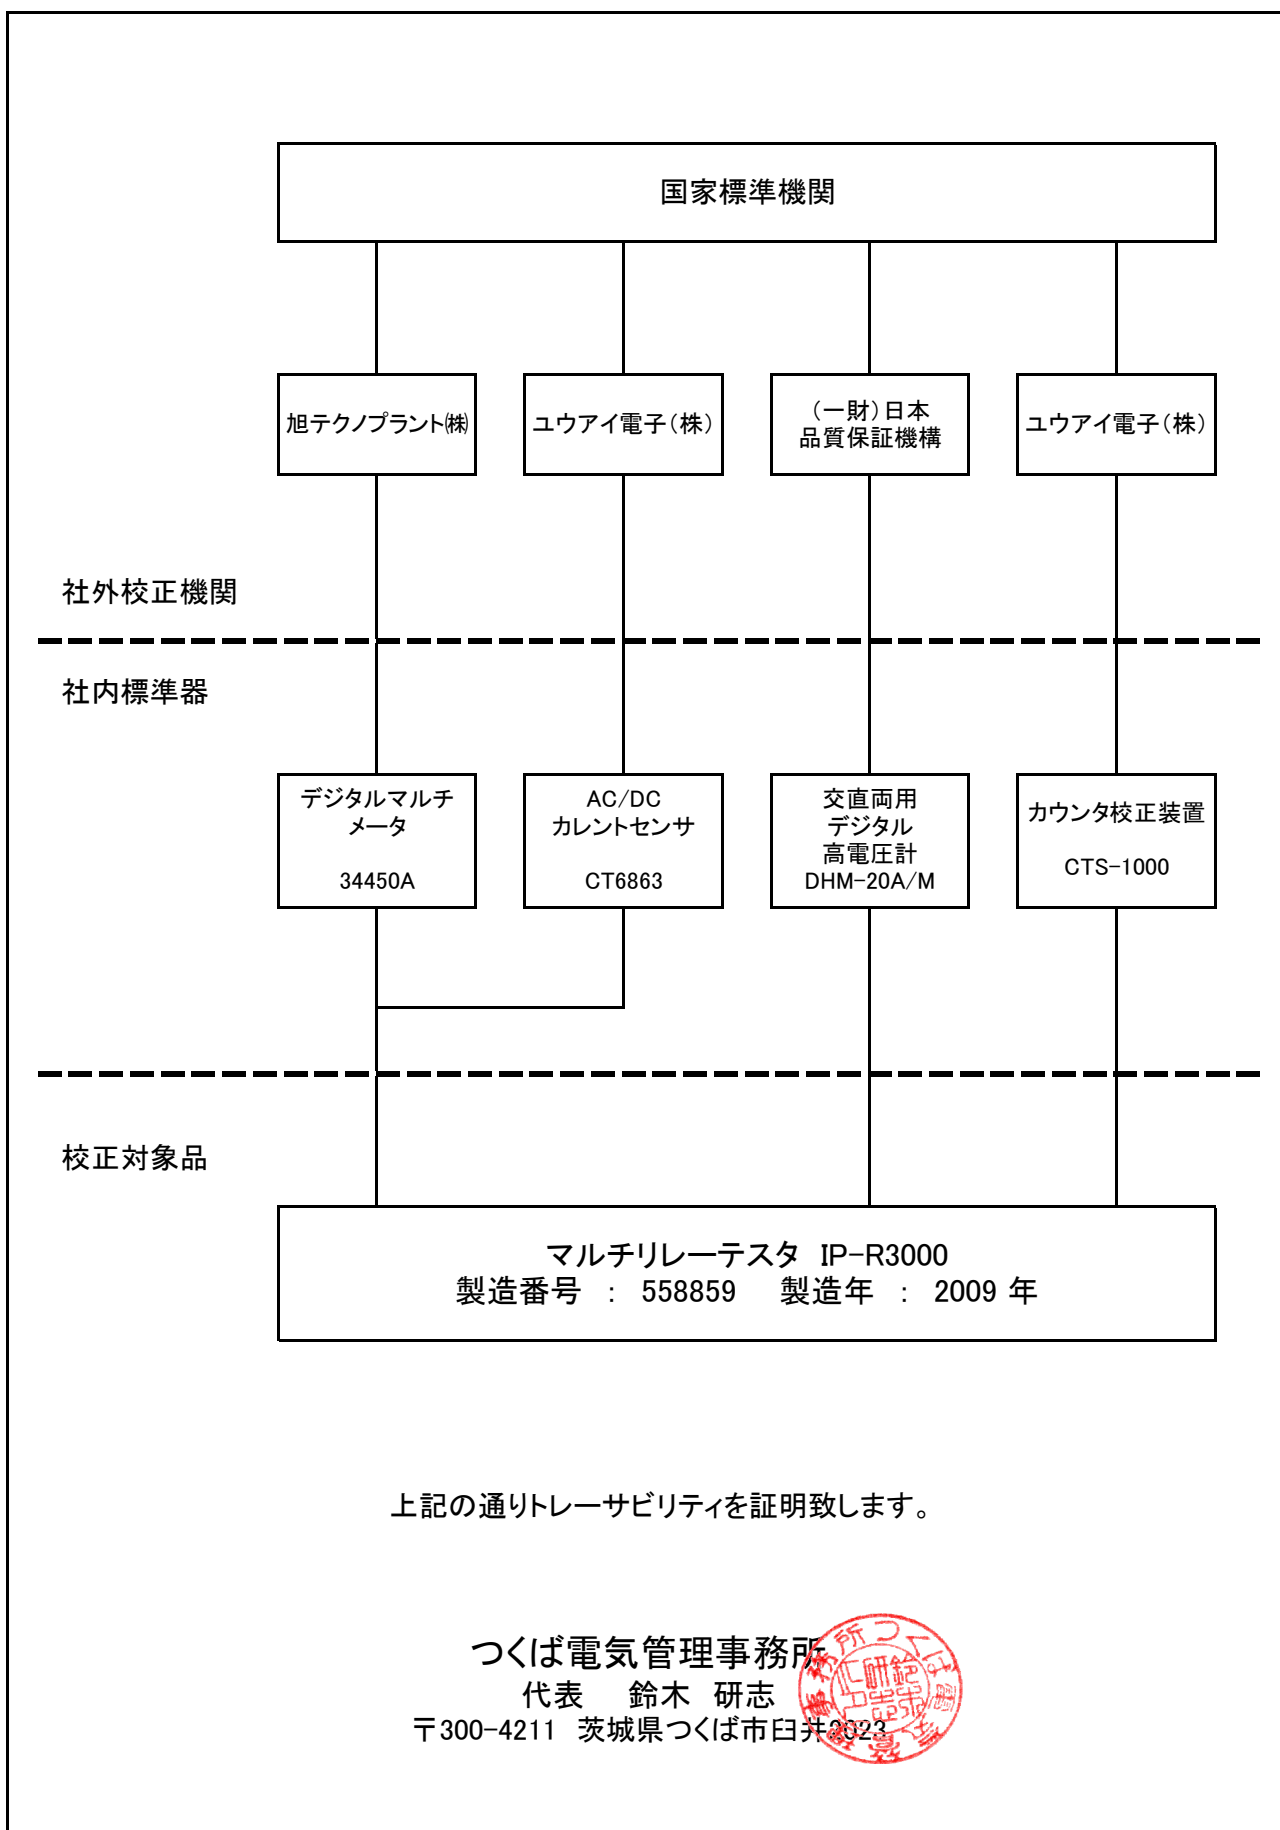 国家標準機関
旭テクノプラント㈱
ユウアイ電子(株)
(一財)日本
品質保証機構
ユウアイ電子(株)
社外校正機関
社内標準器
デジタルマルチ
メータ
34450A
AC/DC
カレントセンサ
CT6863
交直両用
デジタル
高電圧計
DHM-20A/M
カウンタ校正装置
CTS-1000
校正対象品
マルチリレーテスタ IP-R3000
製造番号 : 558859 製造年 : 2009 年
上記の通りトレーサビリティを証明致します。
つくば電気管理事務所
代表 鈴木 研志
〒300-4211 茨城県つくば市臼井2023